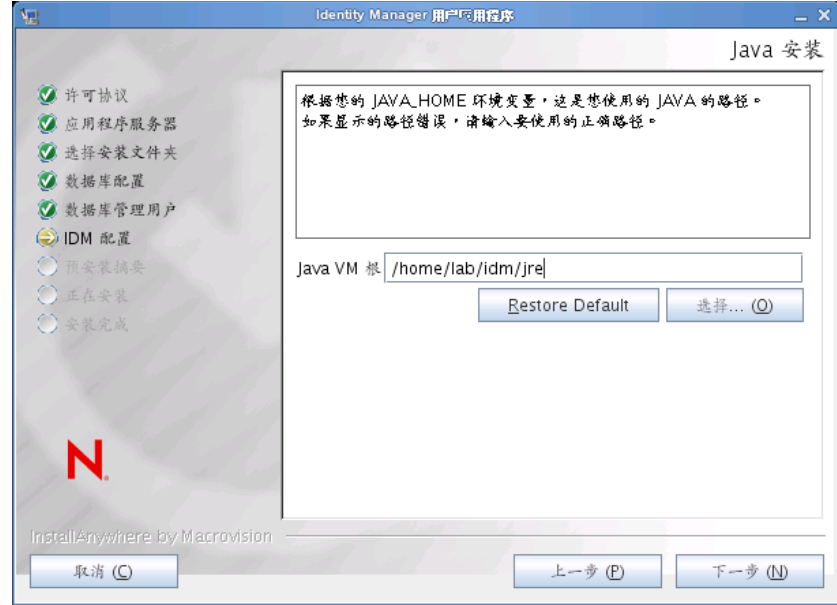 Identity Manager 用户应用程序
Java 安装
许可协议
应用程序服务器
选择安装文件夹
数据库配置
数据库管理用户
IDM 配置
预安装摘要
正在安装
安装完成
根据您的 JAVA_HOME 环境变量，这是您使用的 JAVA 的路径。
如果显示的路径错误，请输入要使用的正确路径。
Java VM 根 /home/lab/idm/jre
Restore Default 选择... (O)
N
InstallAnywhere by Macrovision
取消 (C) 上一步 (P) 下一步 (N)